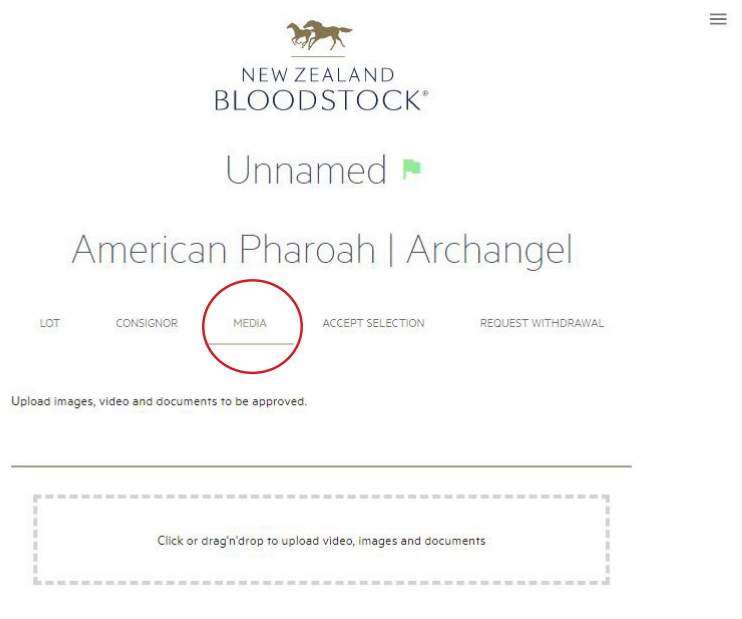 NEW ZEALAND
BLOODSTOCK®
Unnamed
American Pharoah | Archangel
LOT CONSIGNOR MEDIA ACCEPT SELECTION REQUEST WITHDRAWAL
Upload images, video and documents to be approved.
Click or drag'n'drop to upload video, images and documents